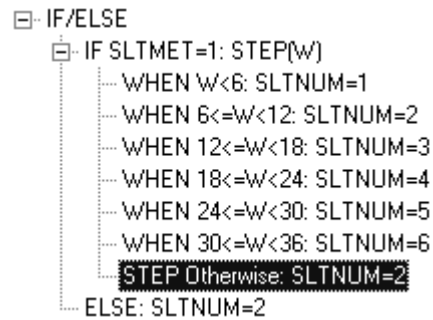 IF/ELSE
IF SLTMET=1: STEP(W)
WHEN W<6: SLTNUM=1
WHEN 6<=W<12: SLTNUM=2
WHEN 12<=W<18: SLTNUM=3
WHEN 18<=W<24: SLTNUM=4
WHEN 24<=W<30: SLTNUM=5
WHEN 30<=W<36: SLTNUM=6
STEP Otherwise: SLTNUM=2
ELSE: SLTNUM=2